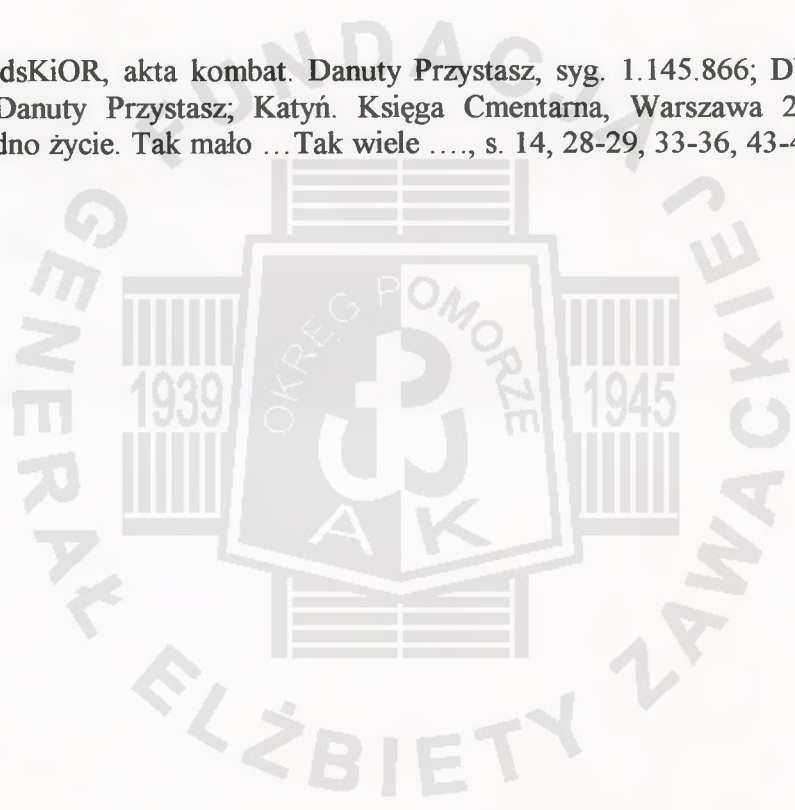 dsKiOR, akta kombat. Danuty Przystasz, syg. 1.145.866;
Danuty Przystasz; Katyń. Księga Cmentarna, Warszawa 2
życie. Tak mało …Tak wiele …., s. 14, 28-29, 33-36, 43-4
FUNDACJA
GENERAŁ ELŻBIETY ZAWACKIEJ
OKRĘG POMORZE
1939
1945
AK